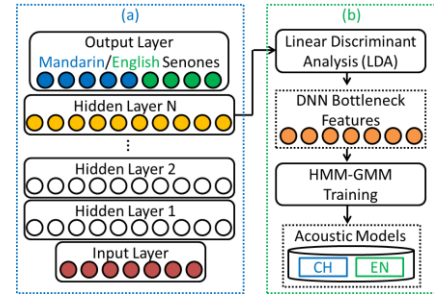 (a)
Output Layer
Mandarin/English Senones
Hidden Layer N
⋮
Hidden Layer 2
Hidden Layer 1
Input Layer
(b)
Linear Discriminant
Analysis (LDA)
DNN Bottleneck
Features
HMM-GMM
Training
Acoustic Models
CH EN